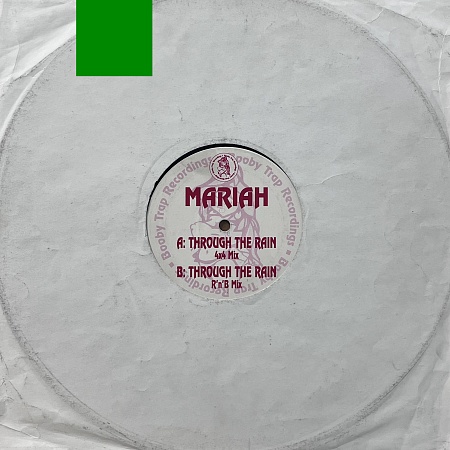 Booby Trap Recordings • Booby Trap Recordings •
MARIAH
A: THROUGH THE RAIN
4x4 Mix
B: THROUGH THE RAIN
R'n'B Mix